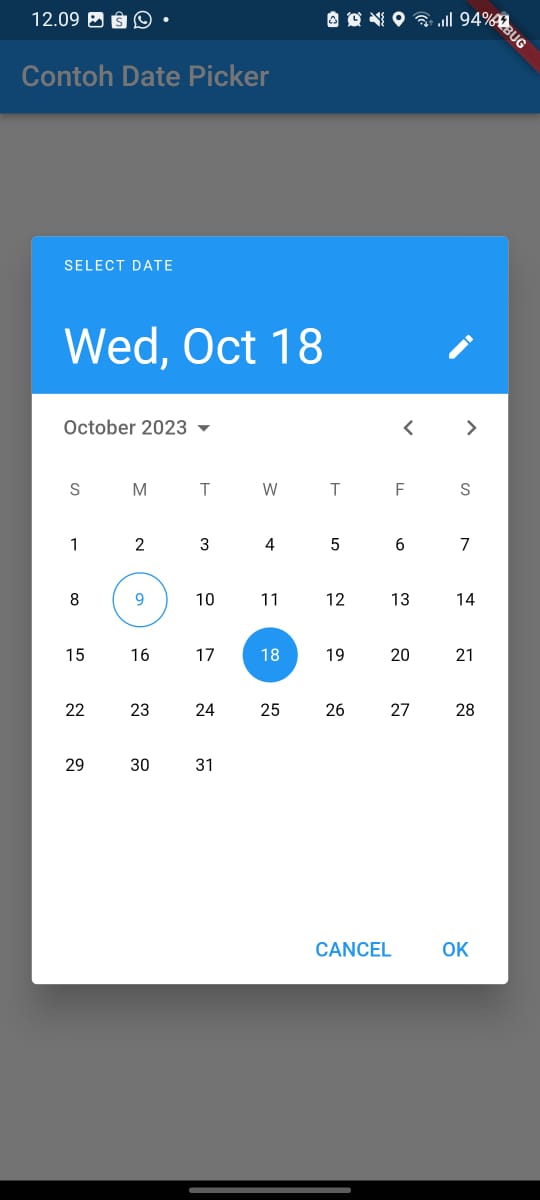 12.09 94%
DEBUG
Contoh Date Picker
SELECT DATE
Wed, Oct 18
October 2023
S M T W T F S
1 2 3 4 5 6 7
8 9 10 11 12 13 14
15 16 17 18 19 20 21
22 23 24 25 26 27 28
29 30 31
CANCEL OK